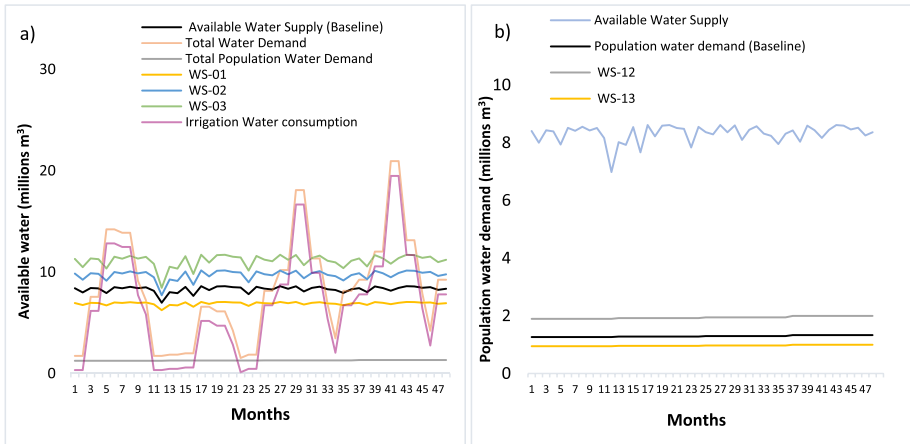 a)
Available Water Supply (Baseline)
Total Water Demand
Total Population Water Demand
WS-01
WS-02
WS-03
Irrigation Water consumption
Available water (millions m³)
30
20
10
0
1 3 5 7 9 11 13 15 17 19 21 23 25 27 29 31 33 35 37 39 41 43 45 47
Months
b)
Available Water Supply
Population water demand (Baseline)
WS-12
WS-13
Population water demand (millions m³)
10
8
6
4
2
0
1 3 5 7 9 11 13 15 17 19 21 23 25 27 29 31 33 35 37 39 41 43 45 47
Months